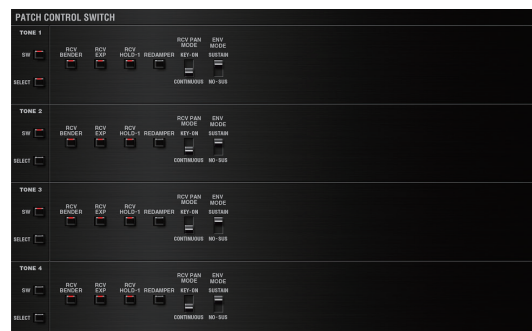 PATCH CONTROL SWITCH
TONE 1
RCV PAN MODE ENV MODE
RCV BENDER RCV EXP RCV HOLD-1 REDAMPER KEY-ON SUSTAIN
SW
SELECT
CONTINUOUS NO-SUS
TONE 2
RCV PAN MODE ENV MODE
RCV BENDER RCV EXP RCV HOLD-1 REDAMPER KEY-ON SUSTAIN
SW
SELECT
CONTINUOUS NO-SUS
TONE 3
RCV PAN MODE ENV MODE
RCV BENDER RCV EXP RCV HOLD-1 REDAMPER KEY-ON SUSTAIN
SW
SELECT
CONTINUOUS NO-SUS
TONE 4
RCV PAN MODE ENV MODE
RCV BENDER RCV EXP RCV HOLD-1 REDAMPER KEY-ON SUSTAIN
SW
SELECT
CONTINUOUS NO-SUS